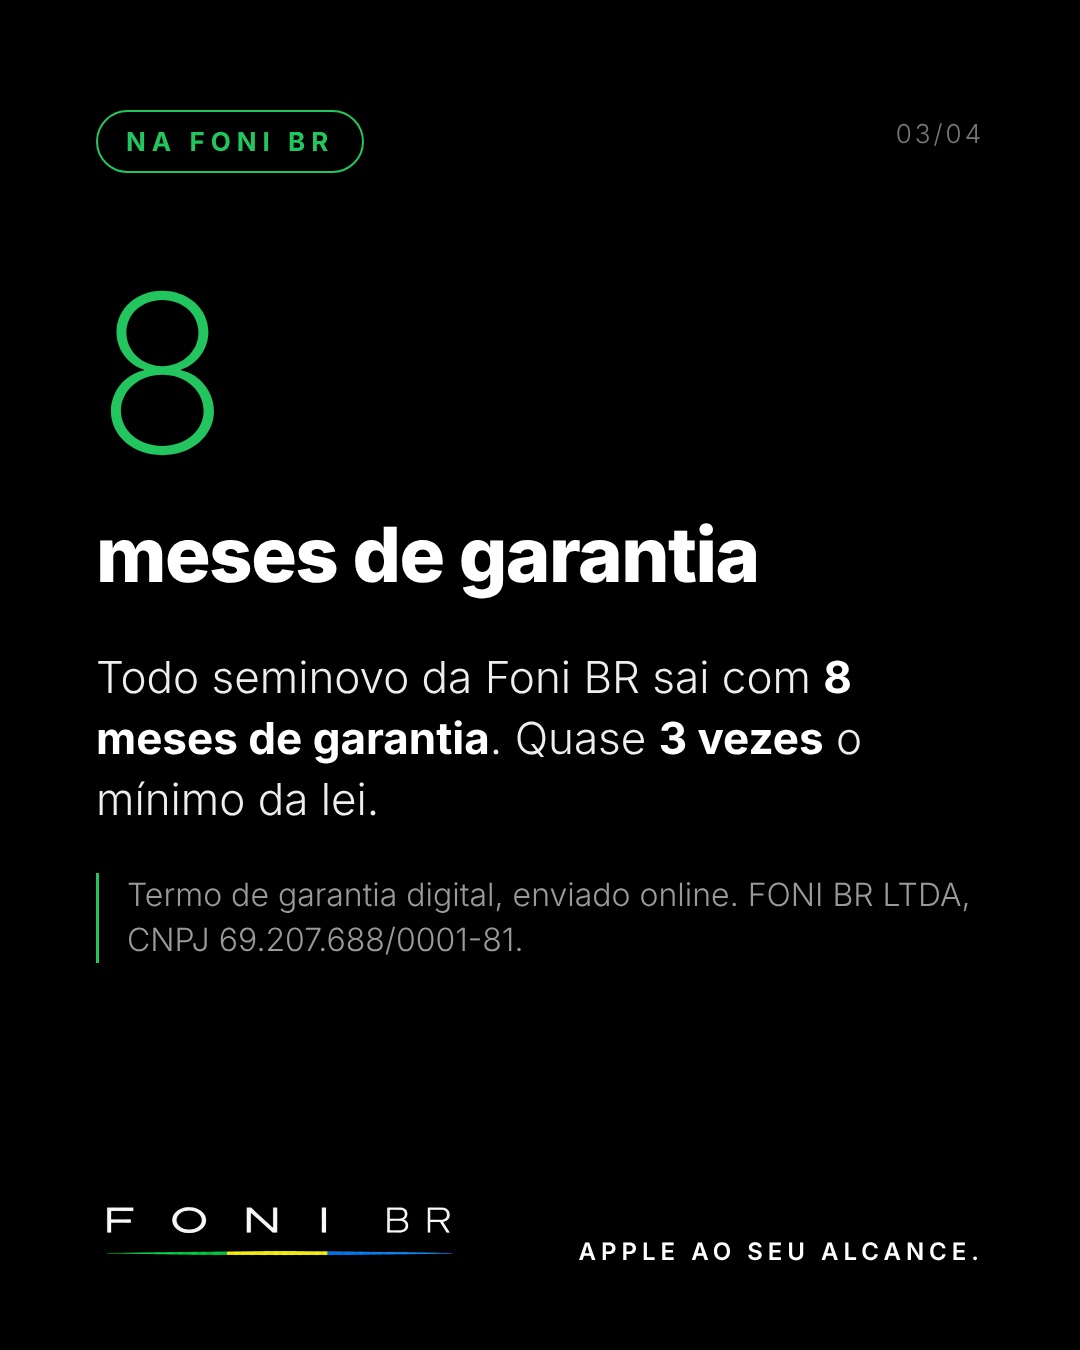 NA FONI BR
03/04
8
meses de garantia
Todo seminovo da Foni BR sai com 8
meses de garantia. Quase 3 vezes o
mínimo da lei.
Termo de garantia digital, enviado online. FONI BR LTDA,
CNPJ 69.207.688/0001-81.
FONI BR
APPLE AO SEU ALCANCE.